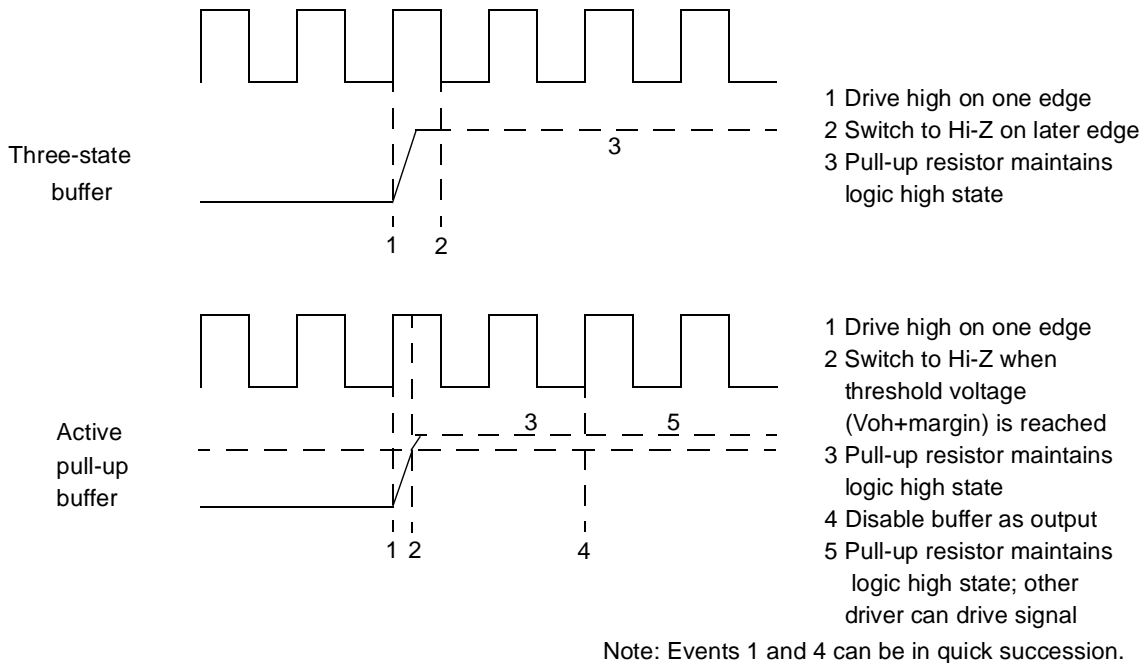 1 Drive high on one edge
2 Switch to Hi-Z on later edge
3 Pull-up resistor maintains
logic high state
Three-state
buffer
3
1 2
1 Drive high on one edge
2 Switch to Hi-Z when
threshold voltage
(Voh+margin) is reached
3 Pull-up resistor maintains
logic high state
4 Disable buffer as output
5 Pull-up resistor maintains
logic high state; other
driver can drive signal
Active
pull-up
buffer
3 5
1 2 4
Note: Events 1 and 4 can be in quick succession.